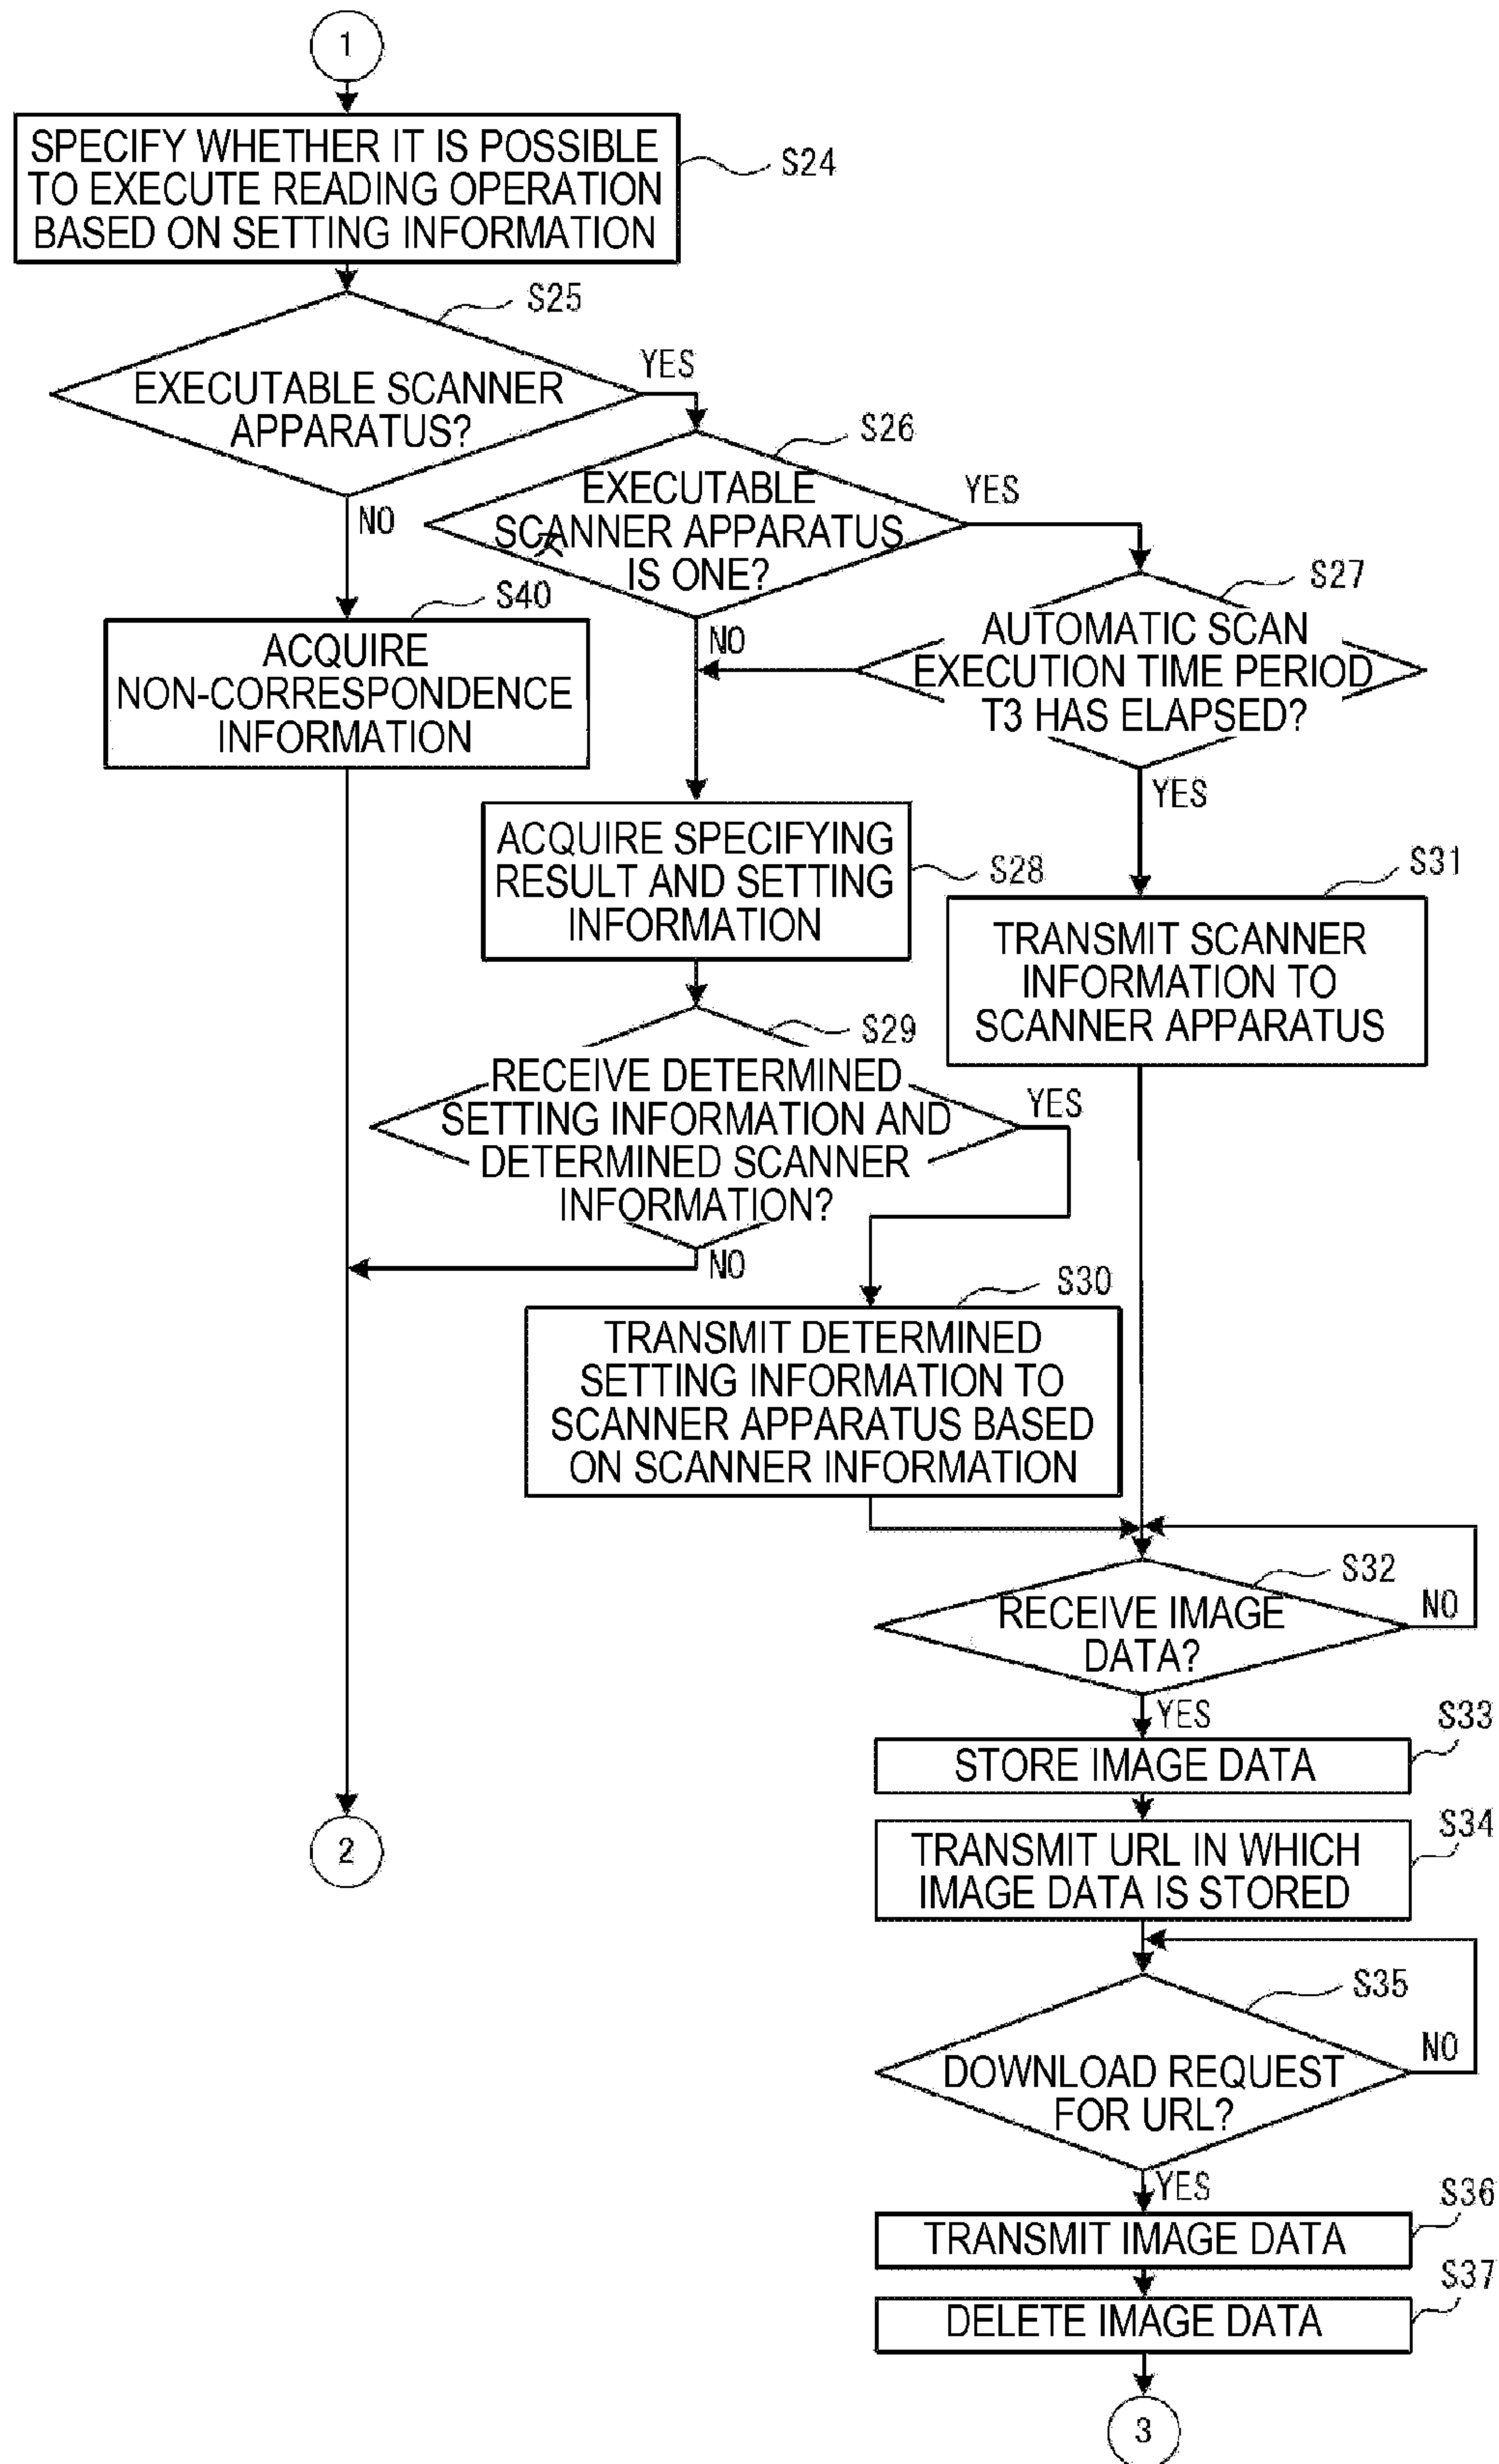 1
SPECIFY WHETHER IT IS POSSIBLE
TO EXECUTE READING OPERATION
BASED ON SETTING INFORMATION
S24
S25
EXECUTABLE SCANNER
APPARATUS?
YES
NO
S26
EXECUTABLE
SCANNER APPARATUS
IS ONE?
YES
NO
S27
AUTOMATIC SCAN
EXECUTION TIME PERIOD
T3 HAS ELAPSED?
YES
S40
ACQUIRE
NON-CORRESPONDENCE
INFORMATION
ACQUIRE SPECIFYING
RESULT AND SETTING
INFORMATION
S28
S31
TRANSMIT SCANNER
INFORMATION TO
SCANNER APPARATUS
S29
RECEIVE DETERMINED
SETTING INFORMATION AND
DETERMINED SCANNER
INFORMATION?
YES
NO
S30
TRANSMIT DETERMINED
SETTING INFORMATION TO
SCANNER APPARATUS BASED
ON SCANNER INFORMATION
S32
RECEIVE IMAGE
DATA?
NO
YES
S33
STORE IMAGE DATA
2
S34
TRANSMIT URL IN WHICH
IMAGE DATA IS STORED
S35
DOWNLOAD REQUEST
FOR URL?
NO
YES
S36
TRANSMIT IMAGE DATA
S37
DELETE IMAGE DATA
3